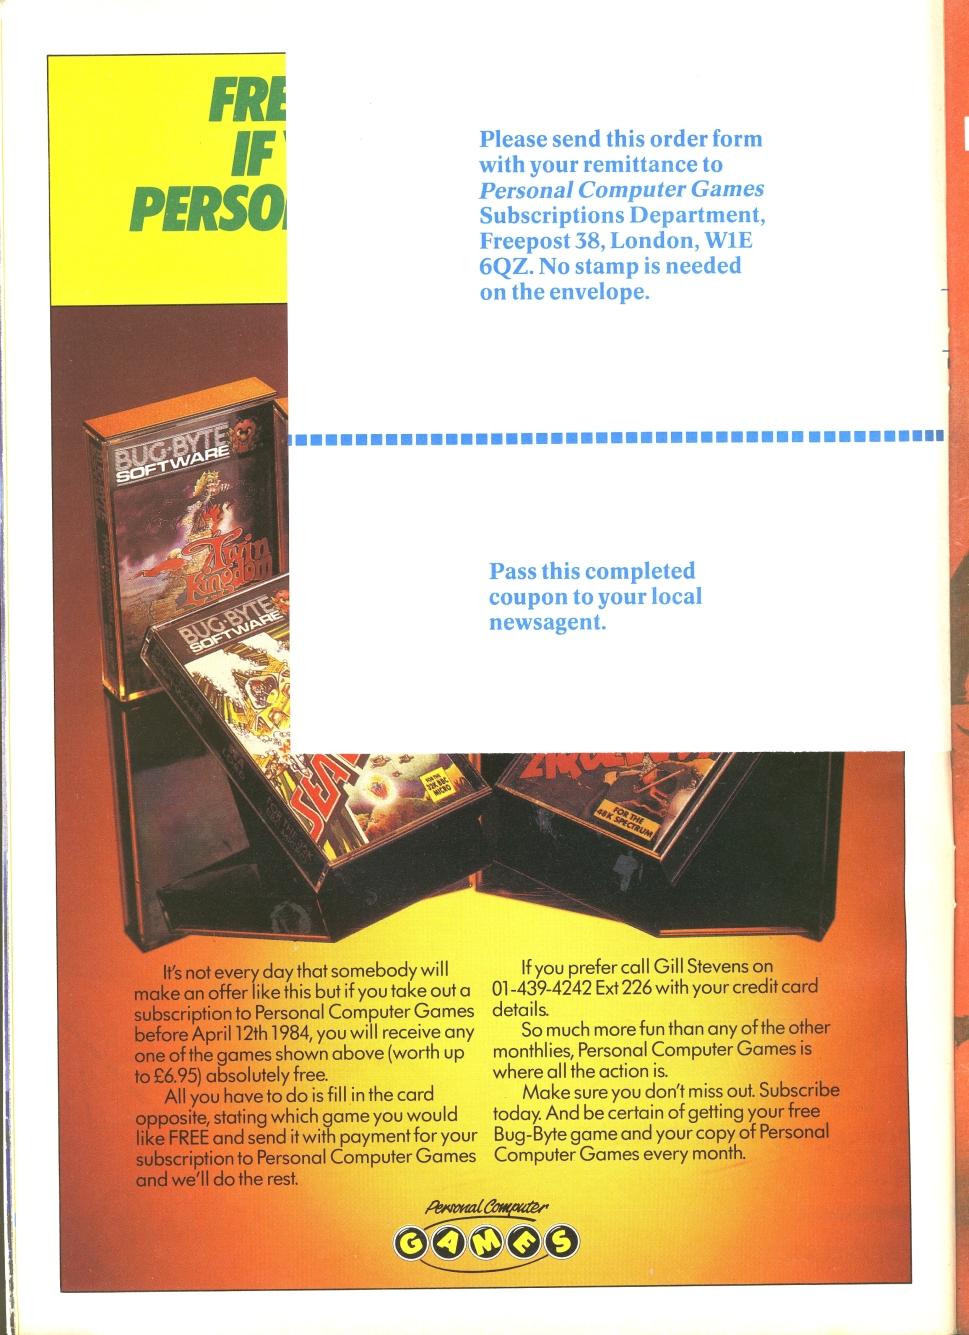 FRE
IF
PERSO
Please send this order form
with your remittance to
Personal Computer Games
Subscriptions Department,
Freepost 38, London, W1E
6QZ. No stamp is needed
on the envelope.
Pass this completed
coupon to your local
newsagent.
BUG-BYTE
SOFTWARE
Twin
Kingdom
BUG-BYTE
SOFTWARE
FOR THE
32K BBC
MICRO
FOR THE
48K SPECTRUM
It's not every day that somebody will
make an offer like this but if you take out a
subscription to Personal Computer Games
before April 12th 1984, you will receive any
one of the games shown above (worth up
to £6.95) absolutely free.
All you have to do is fill in the card
opposite, stating which game you would
like FREE and send it with payment for your
subscription to Personal Computer Games
and we'll do the rest.
If you prefer call Gill Stevens on
01-439-4242 Ext 226 with your credit card
details.
So much more fun than any of the other
monthlies, Personal Computer Games is
where all the action is.
Make sure you don't miss out. Subscribe
today. And be certain of getting your free
Bug-Byte game and your copy of Personal
Computer Games every month.
Personal Computer
GAMES